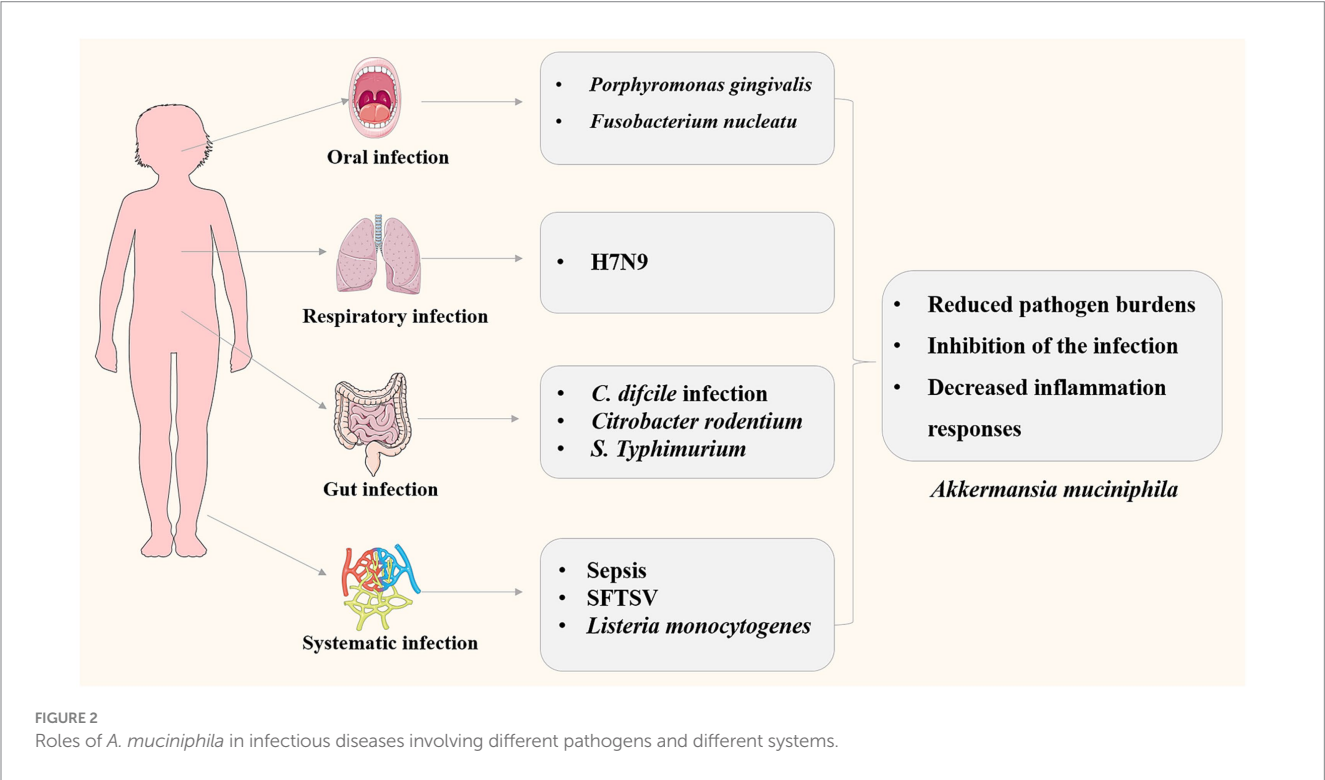 • Porphyromonas gingivalis
• Fusobacterium nucleatu
Oral infection
• H7N9
Respiratory infection
• C. difcile infection
• Citrobacter rodentium
• S. Typhimurium
Gut infection
• Sepsis
• SFTSV
• Listeria monocytogenes
Systematic infection
• Reduced pathogen burdens
• Inhibition of the infection
• Decreased inflammation
responses
Akkermansia muciniphila
FIGURE 2
Roles of A. muciniphila in infectious diseases involving different pathogens and different systems.